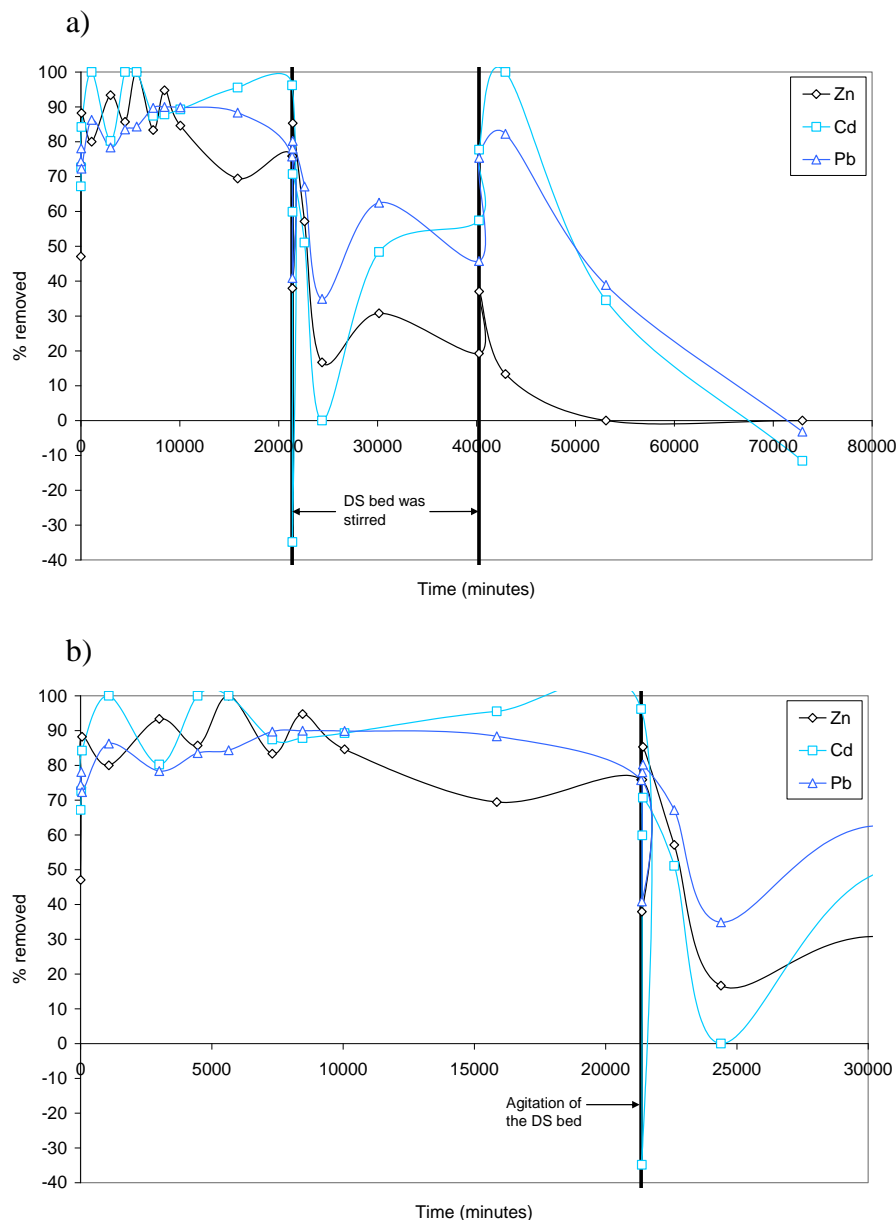 a)
100
90
80
70
60
50
40
30
20
10
0
-10
-20
-30
-40
% removed
0 10000 20000 30000 40000 50000 60000 70000 80000
Time (minutes)
Zn
Cd
Pb
DS bed was
stirred
b)
100
90
80
70
60
50
40
30
20
10
0
-10
-20
-30
-40
% removed
0 5000 10000 15000 20000 25000 30000
Time (minutes)
Zn
Cd
Pb
Agitation of
the DS bed